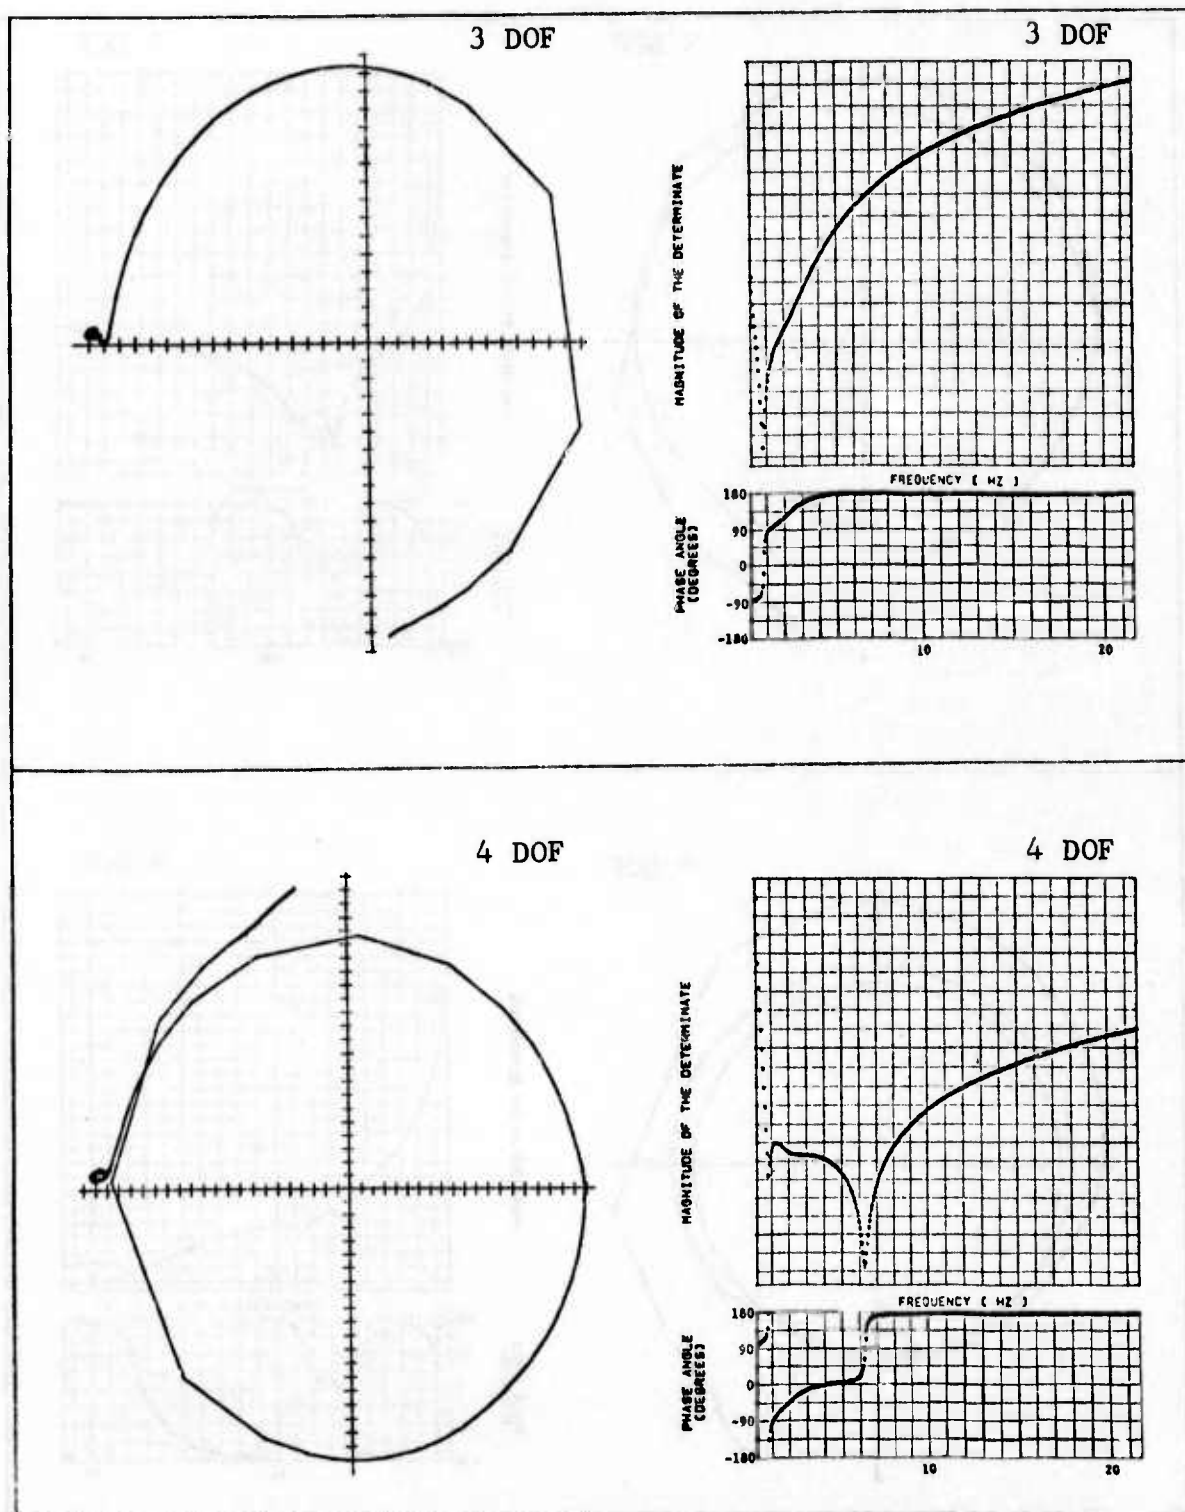 3 DOF
3 DOF
MAGNITUDE OF THE DETERMINATE
FREQUENCY [ HZ ]
PHASE ANGLE
(DEGREES)
180
90
0
-90
-180
10
20
4 DOF
4 DOF
MAGNITUDE OF THE DETERMINATE
FREQUENCY [ HZ ]
PHASE ANGLE
(DEGREES)
180
90
0
-90
-180
10
20